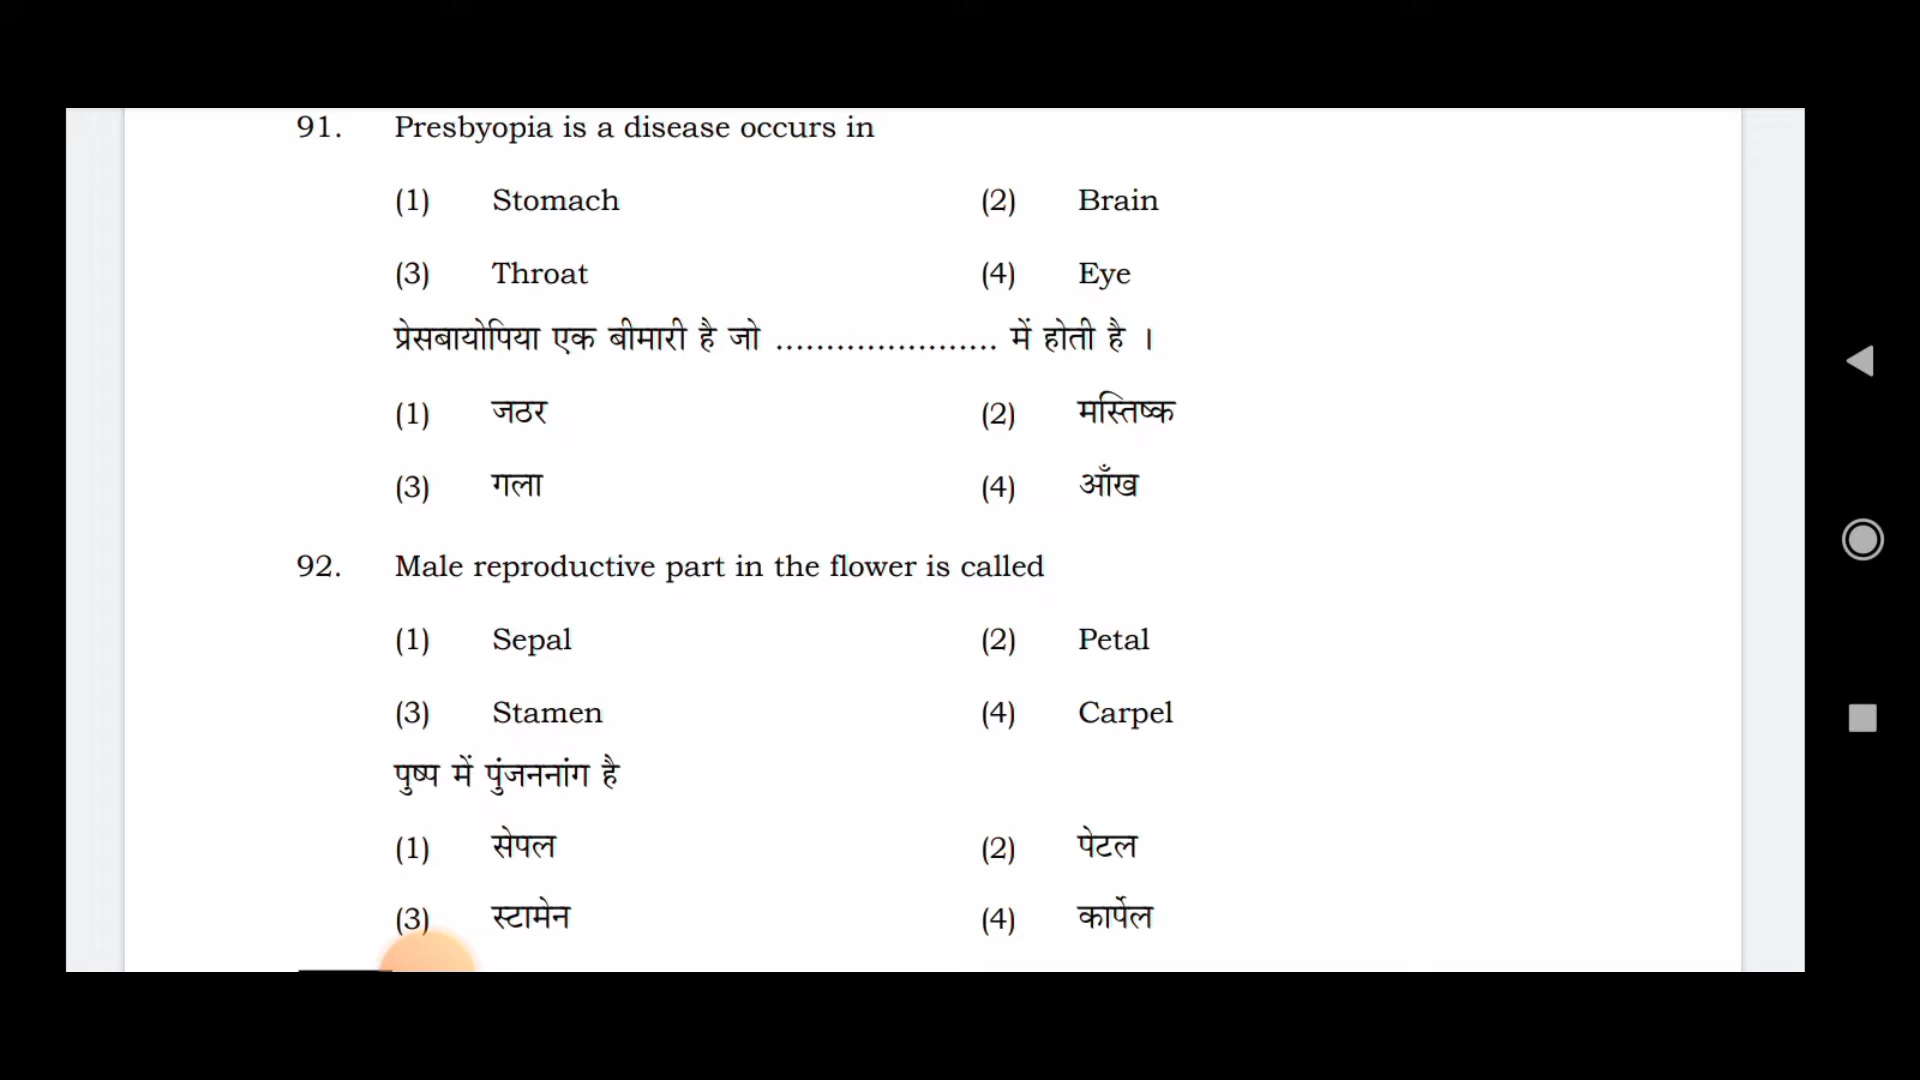 91. Presbyopia is a disease occurs in
(1) Stomach (2) Brain
(3) Throat (4) Eye
प्रेसबायोपिया एक बीमारी है जो ...................... में होती है ।
(1) जठर (2) मस्तिष्क
(3) गला (4) आँख
92. Male reproductive part in the flower is called
(1) Sepal (2) Petal
(3) Stamen (4) Carpel
पुष्प में पुंजननांग है
(1) सेपल (2) पेटल
(3) स्टामेन (4) कार्पेल